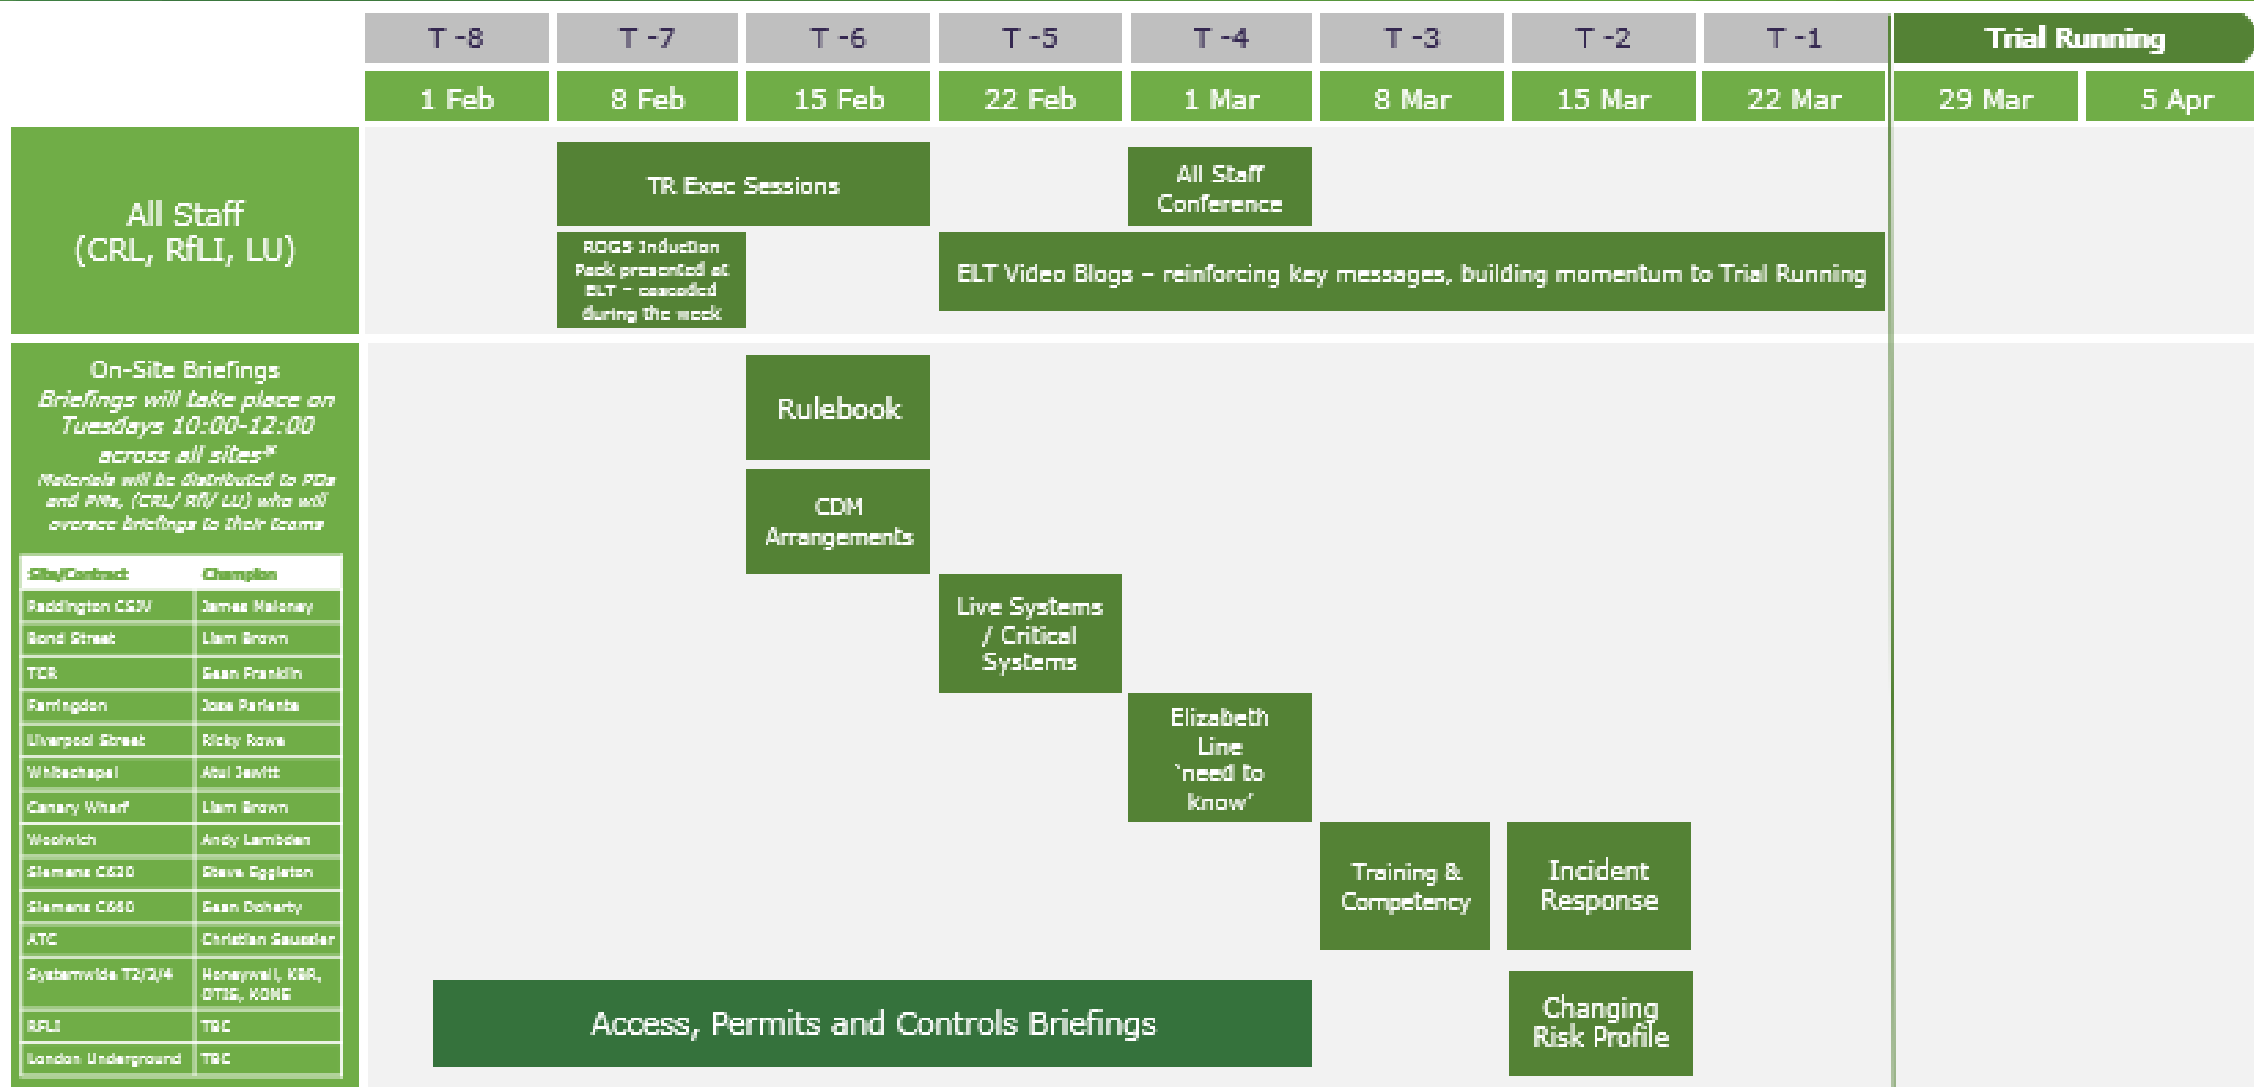 T -8 T -7 T -6 T -5 T -4 T -3 T -2 T -1 Trial Running
1 Feb 8 Feb 15 Feb 22 Feb 1 Mar 8 Mar 15 Mar 22 Mar 29 Mar 5 Apr
All Staff
(CRL, RfLI, LU)
TR Exec Sessions
All Staff
Conference
ROGS Induction
Pack presented at
ELT – cascaded
during the week
ELT Video Blogs – reinforcing key messages, building momentum to Trial Running
On-Site Briefings
Briefings will take place on
Tuesdays 10:00-12:00
across all sites*
Materials will be distributed to PDs
and PMs, (CRL/ Rfl/ LU) who will
oversee briefings to their teams
Site/Contract Champion
Paddington CSJV James Maloney
Bond Street Liam Brown
TCR Sean Franklin
Farringdon Jose Pariente
Liverpool Street Ricky Rowe
Whitechapel Atul Jewitt
Canary Wharf Liam Brown
Woolwich Andy Lambden
Siemens C620 Steve Eggleton
Siemens C660 Sean Doherty
ATC Christian
Systemwide T2/3/4 Honeywell, KBR,
OTIS, KONE
RFLI TBC
London Underground TBC
Rulebook
CDM
Arrangements
Live Systems
/ Critical
Systems
Elizabeth
Line
‘need to
know’
Training &
Competency
Incident
Response
Access, Permits and Controls Briefings
Changing
Risk Profile